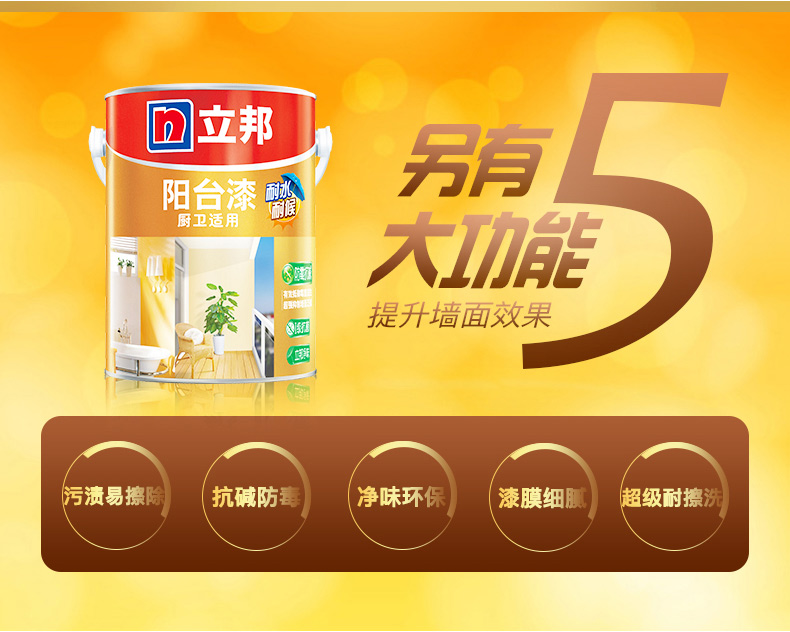 立邦
阳台漆
厨卫适用
耐水
耐候
另有5
大功能
提升墙面效果
污渍易擦除
抗碱防毒
净味环保
漆膜细腻
超级耐擦洗